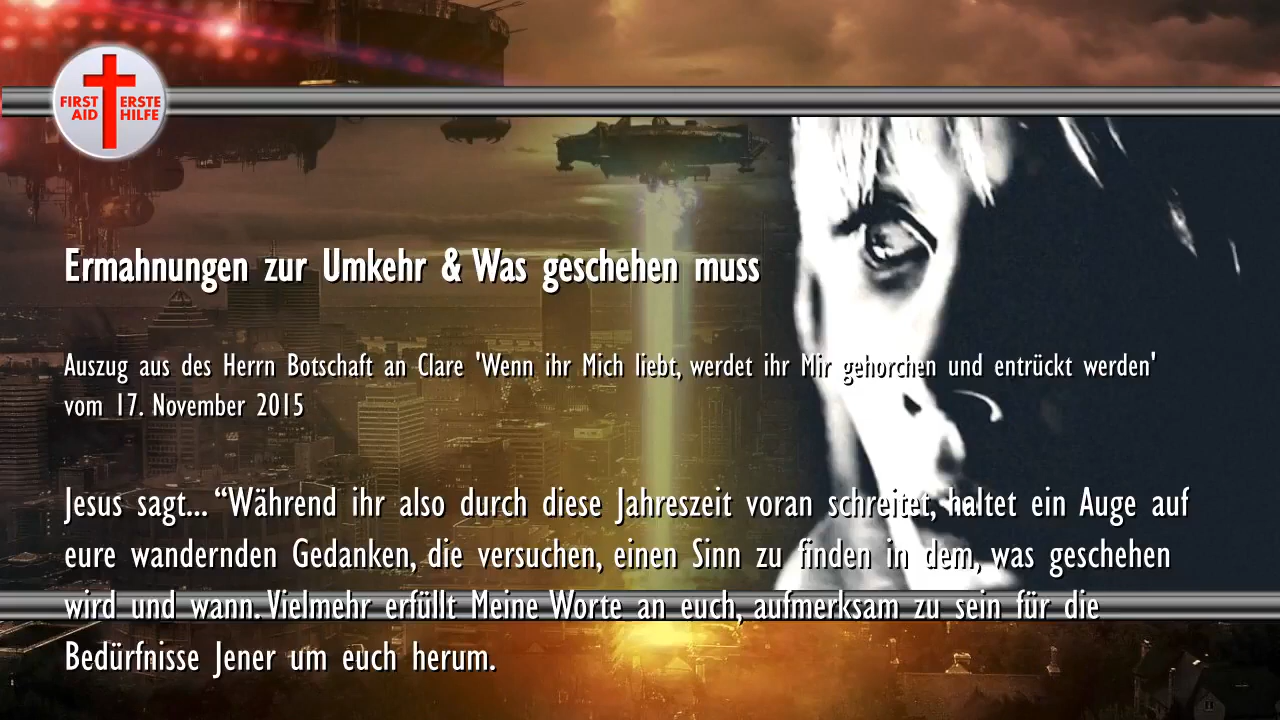 FIRST ERSTE
AID HILFE
Ermahnungen zur Umkehr & Was geschehen muss
Auszug aus des Herrn Botschaft an Clare 'Wenn ihr Mich liebt, werdet ihr Mir gehorchen und entrückt werden'
vom 17. November 2015
Jesus sagt... “Während ihr also durch diese Jahreszeit voran schreitet, haltet ein Auge auf
eure wandernden Gedanken, die versuchen, einen Sinn zu finden in dem, was geschehen
wird und wann. Vielmehr erfüllt Meine Worte an euch, aufmerksam zu sein für die
Bedürfnisse Jener um euch herum.